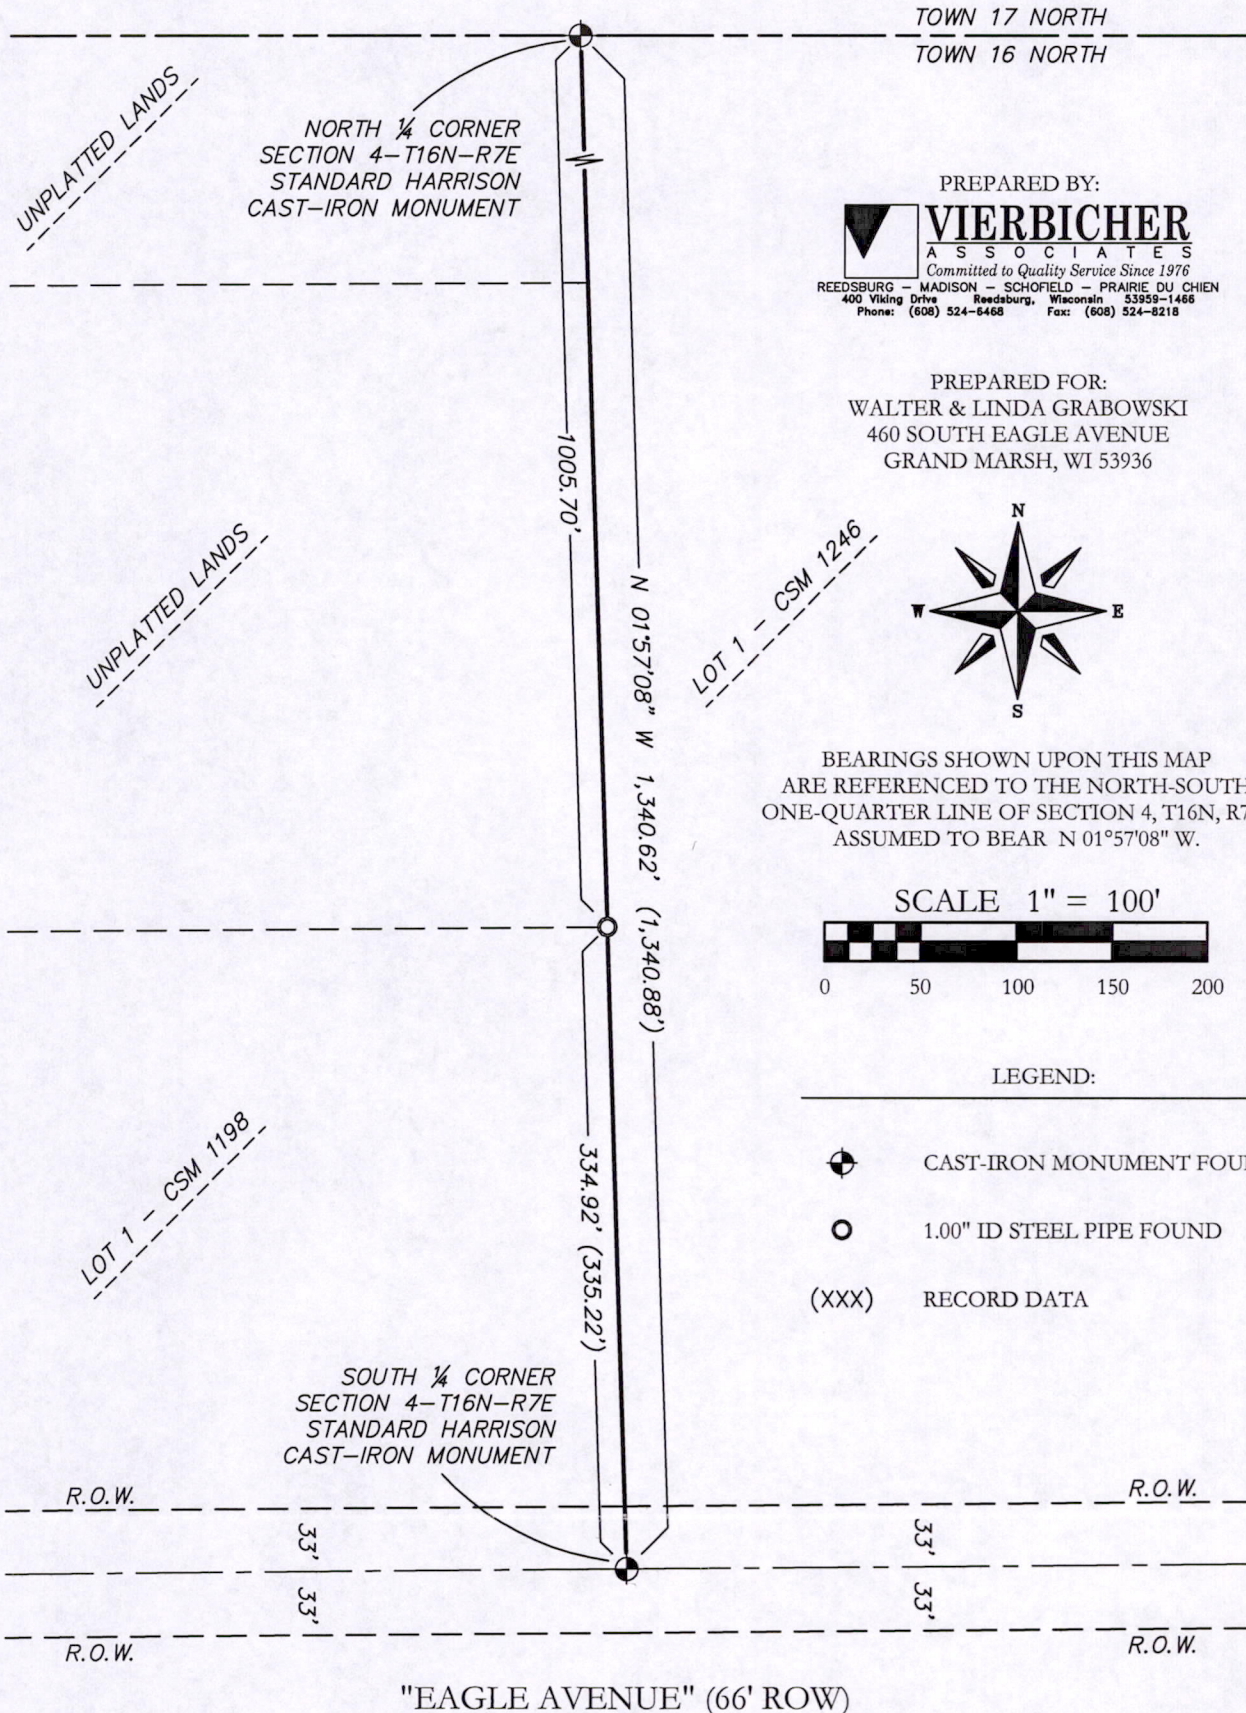 TOWN 17 NORTH
TOWN 16 NORTH
UNPLATTED LANDS
NORTH ¼ CORNER
SECTION 4-T16N-R7E
STANDARD HARRISON
CAST-IRON MONUMENT
PREPARED BY:
VIERBICHER
ASSOCIATES
Committed to Quality Service Since 1976
REEDSBURG - MADISON - SCHOFIELD - PRAIRIE DU CHIEN
400 Viking Drive Reedsburg, Wisconsin 53959-1466
Phone: (608) 524-6468 Fax: (608) 524-8218
PREPARED FOR:
WALTER & LINDA GRABOWSKI
460 SOUTH EAGLE AVENUE
GRAND MARSH, WI 53936
1005.70'
UNPLATTED LANDS
N 01°57'08" W 1,340.62' (1,340.88')
LOT 1 - CSM 1246
N
W E
S
BEARINGS SHOWN UPON THIS MAP
ARE REFERENCED TO THE NORTH-SOUTH
ONE-QUARTER LINE OF SECTION 4, T16N, R7
ASSUMED TO BEAR N 01°57'08" W.
SCALE 1" = 100'
0 50 100 150 200
LEGEND:
CAST-IRON MONUMENT FOU
1.00" ID STEEL PIPE FOUND
(XXX) RECORD DATA
LOT 1 - CSM 1198
334.92' (335.22')
SOUTH ¼ CORNER
SECTION 4-T16N-R7E
STANDARD HARRISON
CAST-IRON MONUMENT
R.O.W. R.O.W.
33' 33'
33' 33'
R.O.W. R.O.W.
"EAGLE AVENUE" (66' ROW)